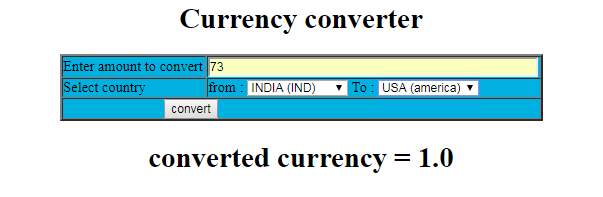 Currency converter
Enter amount to convert 73
Select country from : INDIA (IND) To : USA (america)
convert
converted currency = 1.0